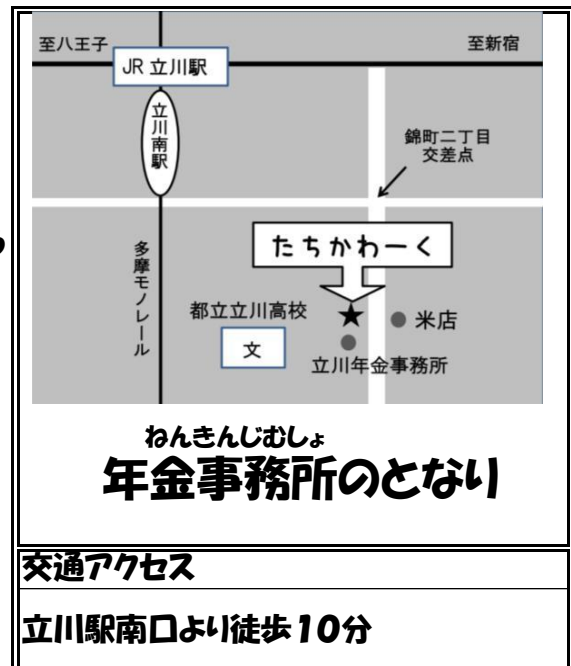 至八王子
至新宿
JR 立川駅
立川南駅
錦町二丁目
交差点
たちかわーく
多摩モノレール
都立立川高校
文
米店
立川年金事務所
ねんきんじむしょ
年金事務所のとなり
交通アクセス
立川駅南口より徒歩10分